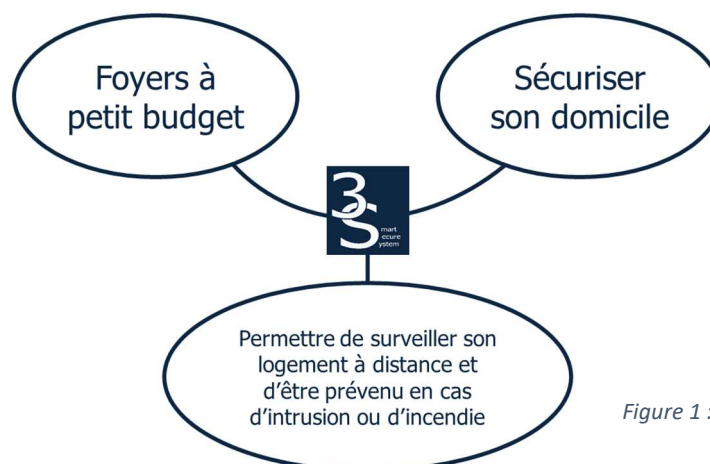 Foyers à
petit budget
Sécuriser
son domicile
3S
mart
ecure
ystem
Permettre de surveiller son
logement à distance et
d’être prévenu en cas
d’intrusion ou d’incendie
Figure 1 :